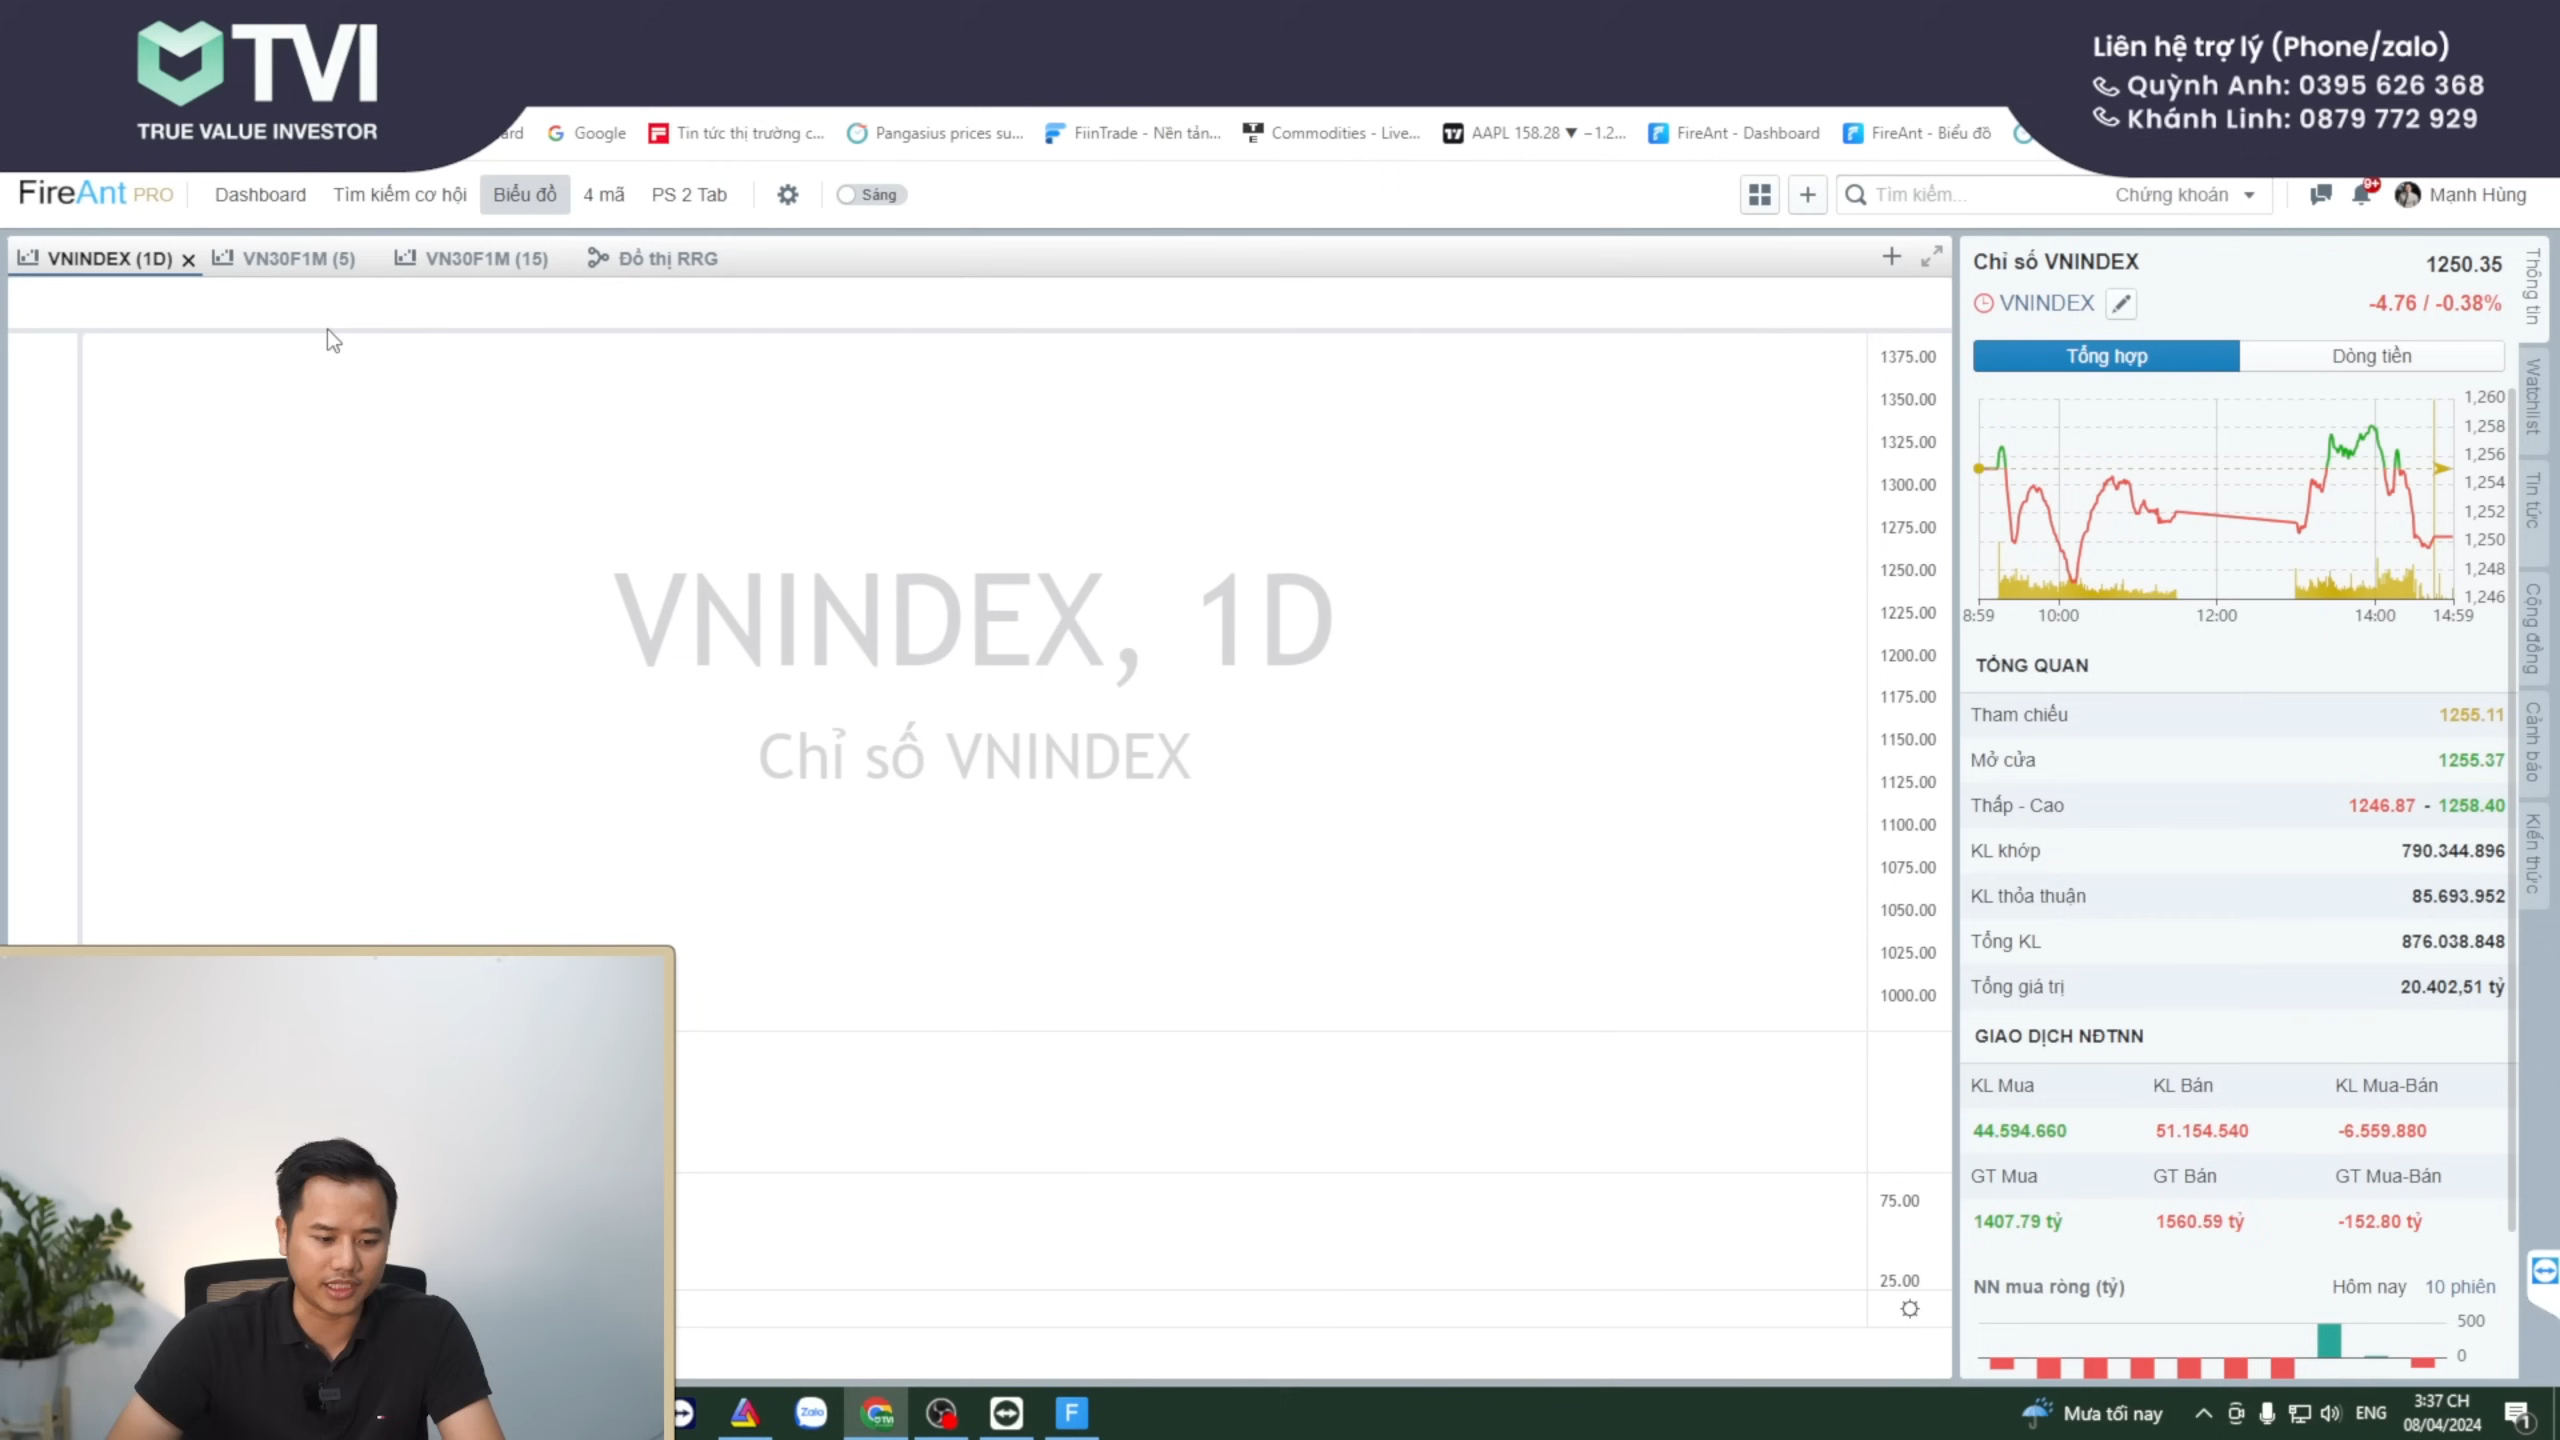 TVI
TRUE VALUE INVESTOR
Liên hệ trợ lý (Phone/zalo)
Quỳnh Anh: 0395 626 368
Khánh Linh: 0879 772 929
ard Google Tin tức thị trường c... Pangasius prices su... FiinTrade - Nền tản... Commodities - Live... AAPL 158.28 ▼ −1.2... FireAnt - Dashboard FireAnt - Biểu đồ
FireAnt PRO Dashboard Tìm kiếm cơ hội Biểu đồ 4 mã PS 2 Tab Sáng Tìm kiếm... Chứng khoán 9+ Mạnh Hùng
VNINDEX (1D) VN30F1M (5) VN30F1M (15) Đồ thị RRG
VNINDEX, 1D
Chỉ số VNINDEX
1375.00
1350.00
1325.00
1300.00
1275.00
1250.00
1225.00
1200.00
1175.00
1150.00
1125.00
1100.00
1075.00
1050.00
1025.00
1000.00
75.00
25.00
Chỉ số VNINDEX 1250.35
VNINDEX -4.76 / -0.38%
Tổng hợp Dòng tiền
1,260
1,258
1,256
1,254
1,252
1,250
1,248
1,246
8:59 10:00 12:00 14:00 14:59
TỔNG QUAN
Tham chiếu 1255.11
Mở cửa 1255.37
Thấp - Cao 1246.87 - 1258.40
KL khớp 790.344.896
KL thỏa thuận 85.693.952
Tổng KL 876.038.848
Tổng giá trị 20.402,51 tỷ
GIAO DỊCH NĐTNN
KL Mua KL Bán KL Mua-Bán
44.594.660 51.154.540 -6.559.880
GT Mua GT Bán GT Mua-Bán
1407.79 tỷ 1560.59 tỷ -152.80 tỷ
NN mua ròng (tỷ) Hôm nay 10 phiên
500
0
Thông tin
Watchlist
Tin tức
Cộng đồng
Cảnh báo
Kiến thức
Zalo
TVI
F
Mưa tối nay ENG 3:37 CH
08/04/2024
1